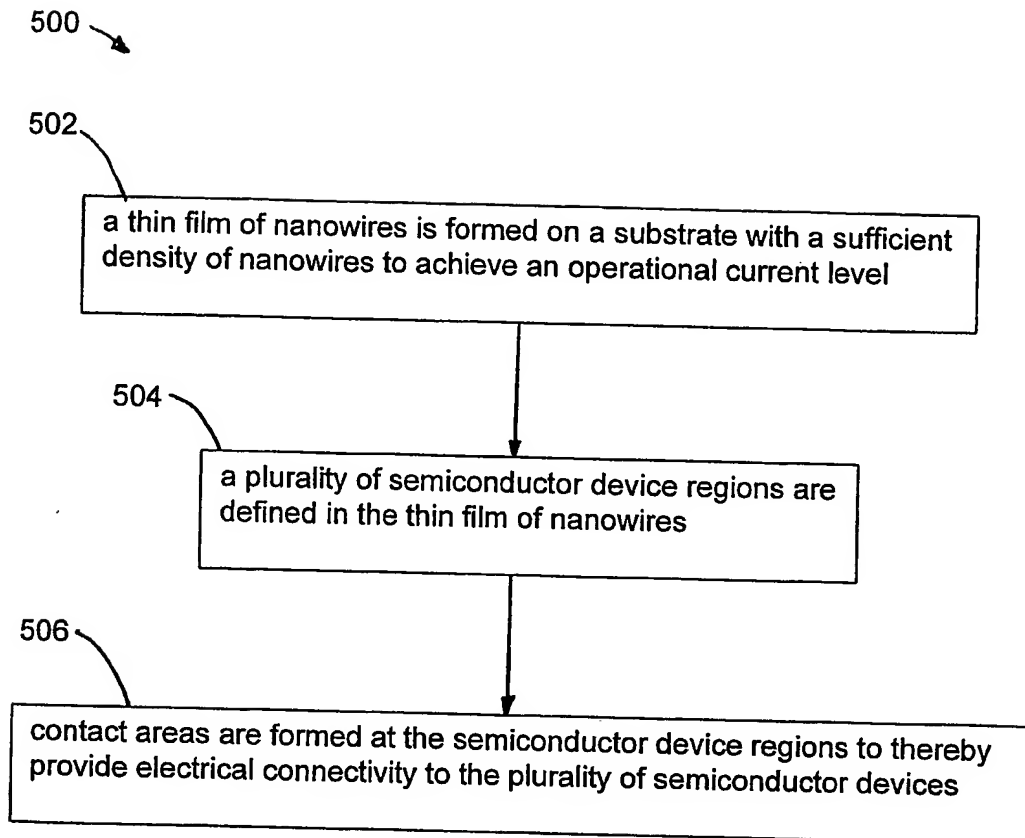 500
502
a thin film of nanowires is formed on a substrate with a sufficient
density of nanowires to achieve an operational current level
504
a plurality of semiconductor device regions are
defined in the thin film of nanowires
506
contact areas are formed at the semiconductor device regions to thereby
provide electrical connectivity to the plurality of semiconductor devices